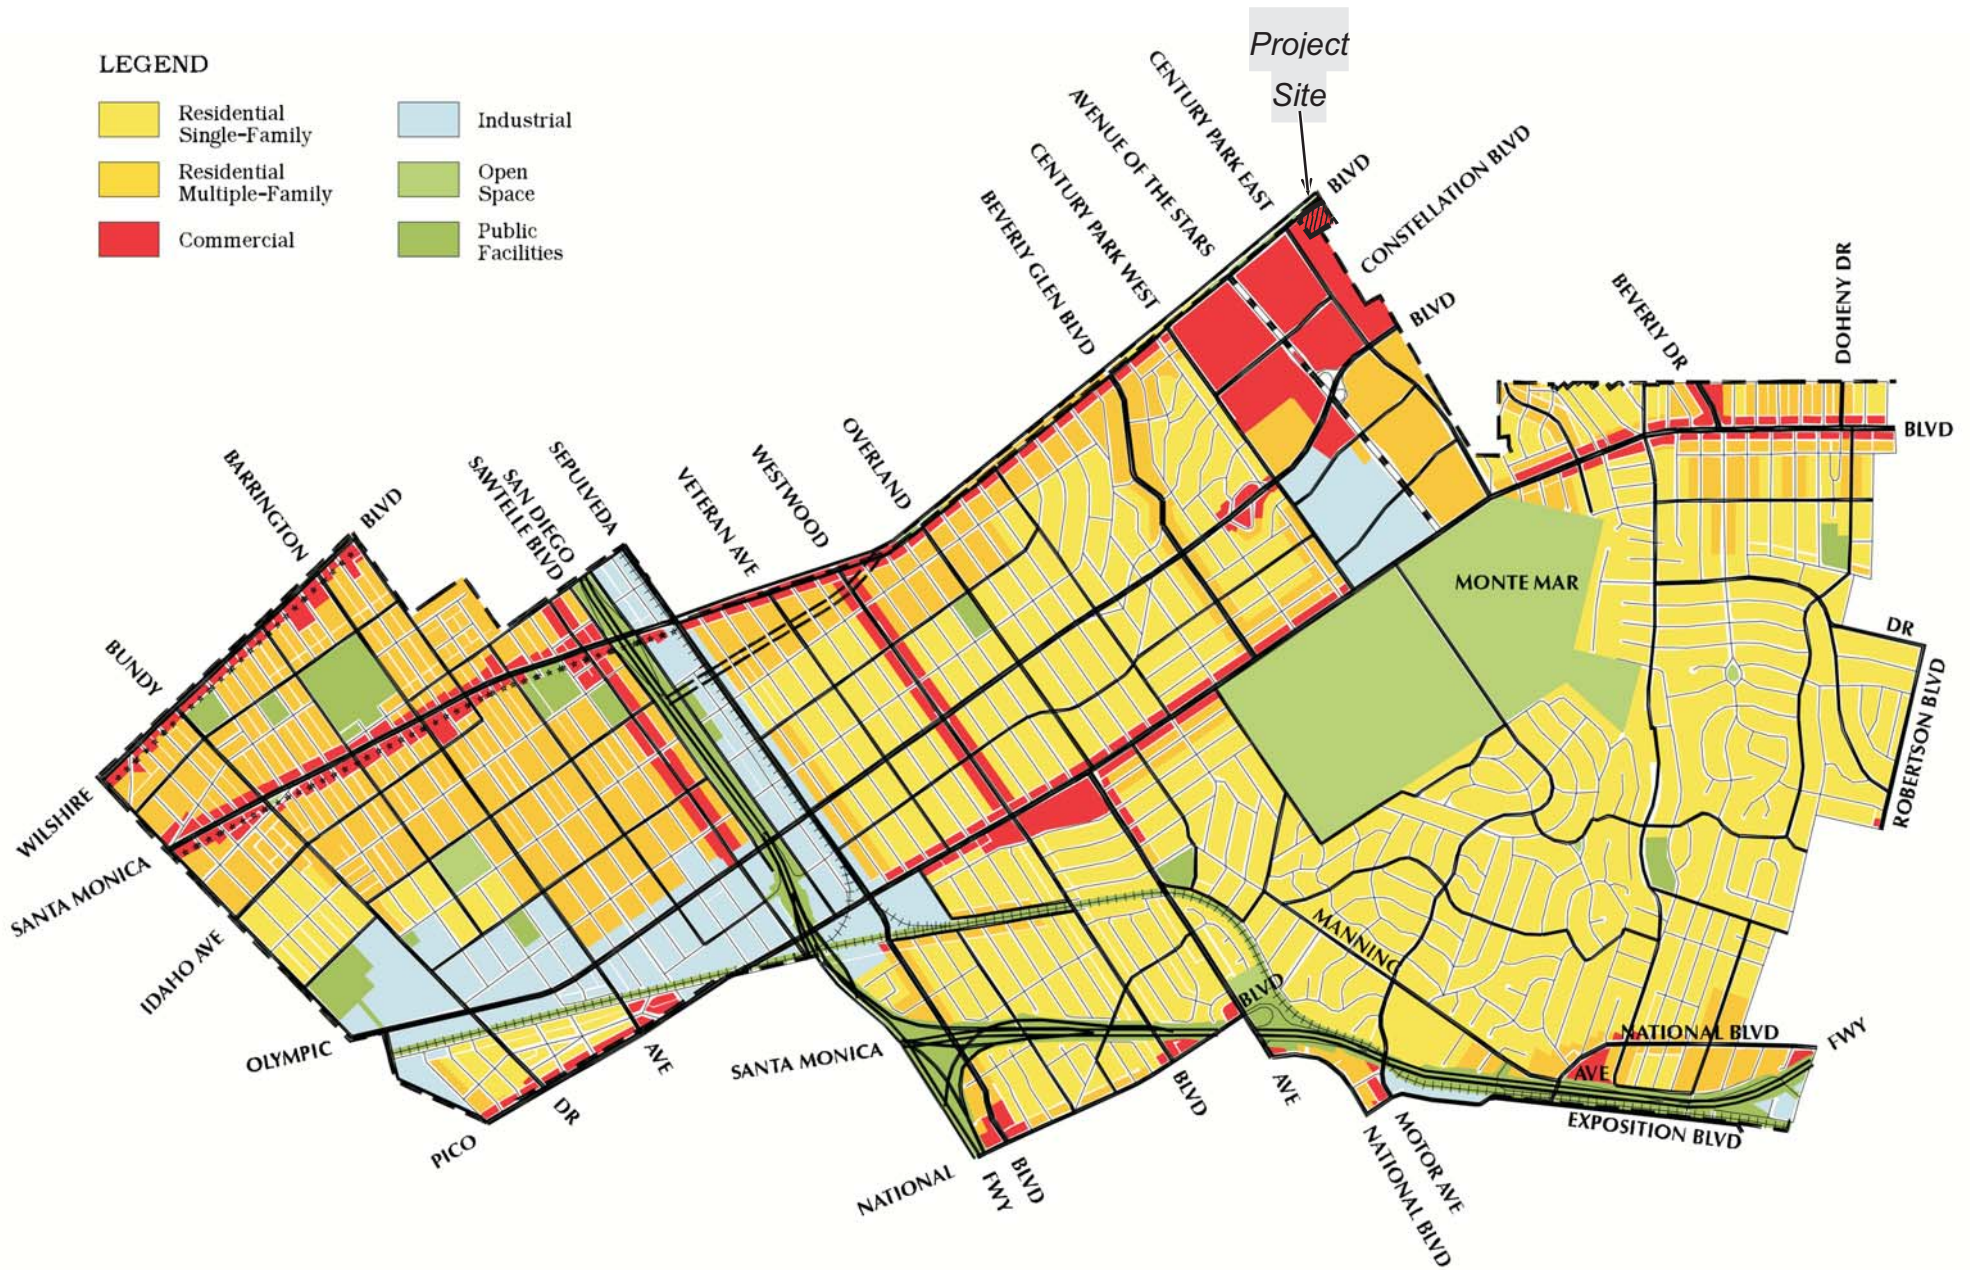 Project
Site
LEGEND
Residential
Single-Family
Residential
Multiple-Family
Commercial
Industrial
Open
Space
Public
Facilities
CENTURY PARK EAST
AVENUE OF THE STARS
CENTURY PARK WEST
BEVERLY GLEN BLVD
BLVD
CONSTELLATION BLVD
BLVD
BEVERLY DR
DOHENY DR
BLVD
OVERLAND
WESTWOOD
VETERAN AVE
SEPULVEDA
SAN DIEGO
SAWTELLE BLVD
BLVD
BARRINGTON
BUNDY
WILSHIRE
SANTA MONICA
IDAHO AVE
OLYMPIC
PICO
DR
AVE
SANTA MONICA
NATIONAL
FWY
BLVD
BLVD
AVE
BLVD
MANNING
MONTE MAR
DR
ROBERTSON BLVD
NATIONAL BLVD
FWY
AVE
EXPOSITION BLVD
MOTOR AVE
NATIONAL BLVD